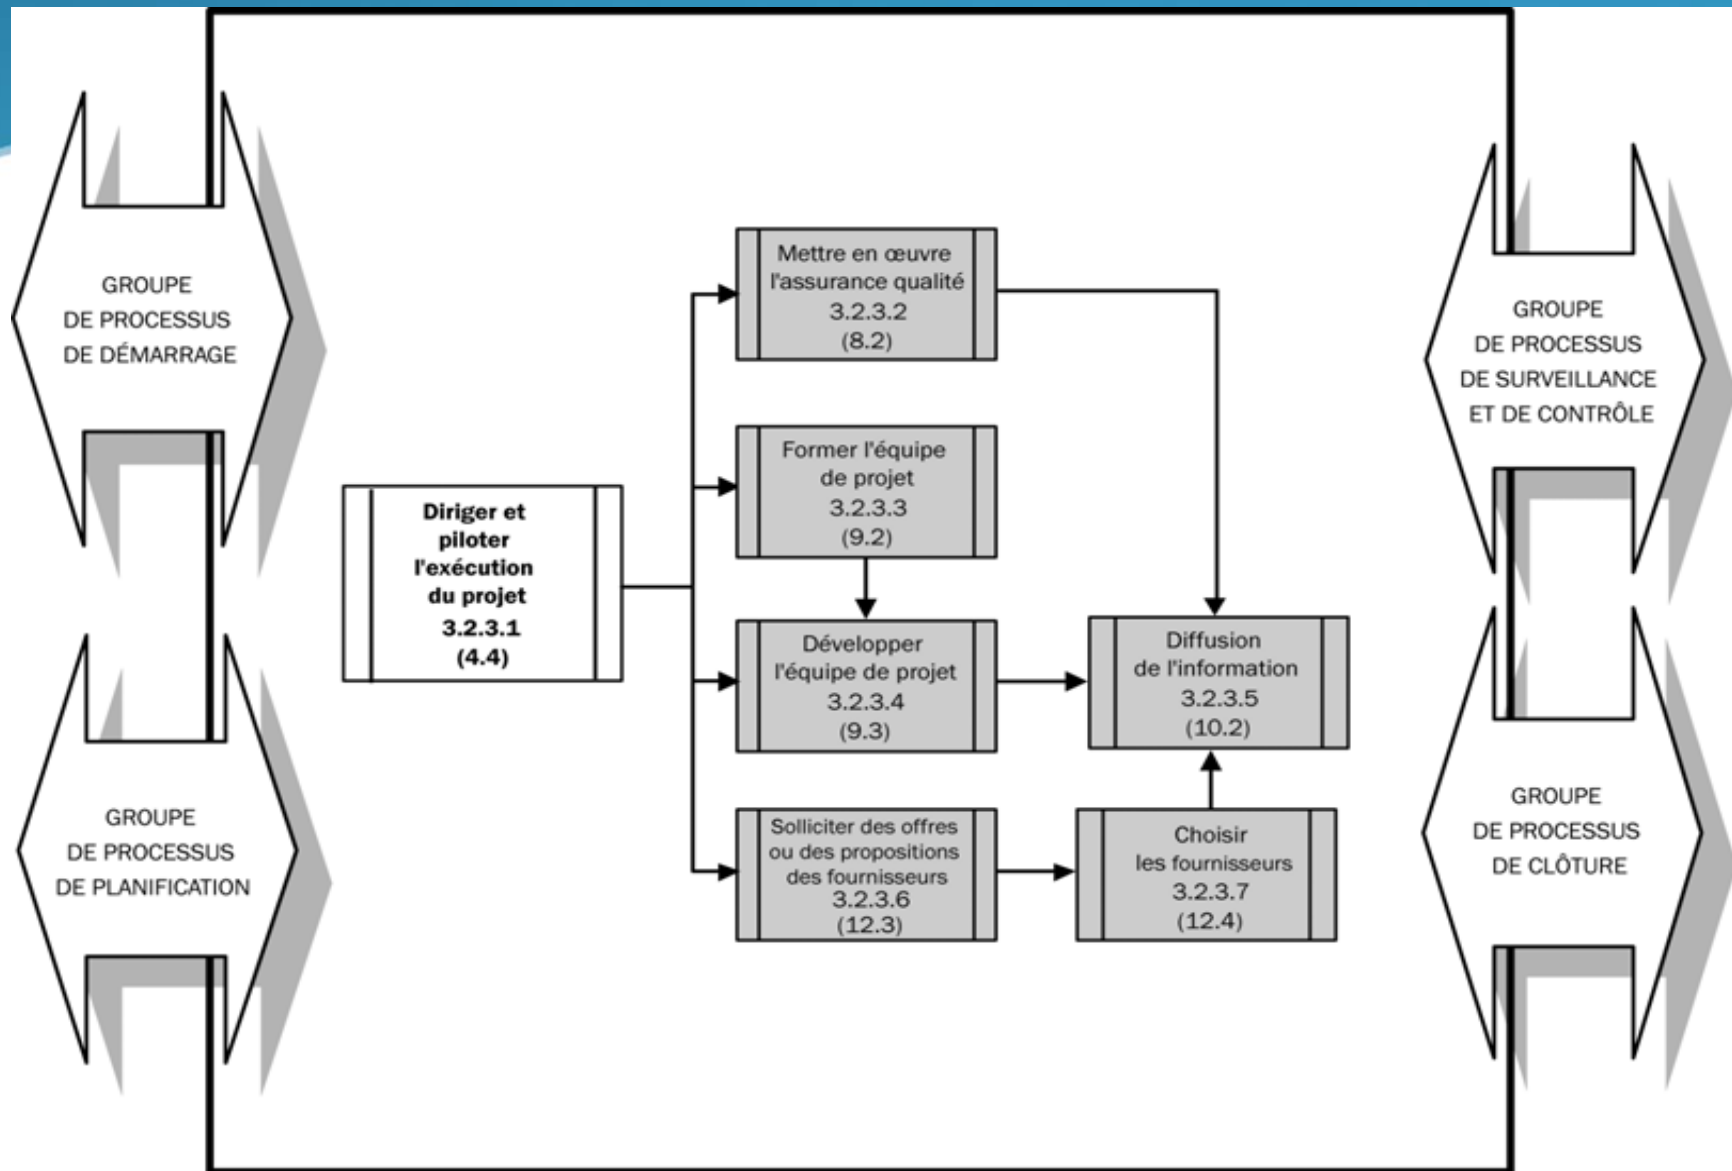 GROUPE
DE PROCESSUS
DE DÉMARRAGE
GROUPE
DE PROCESSUS
DE PLANIFICATION
Diriger et
piloter
l'exécution
du projet
3.2.3.1
(4.4)
Mettre en œuvre
l'assurance qualité
3.2.3.2
(8.2)
Former l'équipe
de projet
3.2.3.3
(9.2)
Développer
l'équipe de projet
3.2.3.4
(9.3)
Solliciter des offres
ou des propositions
des fournisseurs
3.2.3.6
(12.3)
Diffusion
de l'information
3.2.3.5
(10.2)
Choisir
les fournisseurs
3.2.3.7
(12.4)
GROUPE
DE PROCESSUS
DE SURVEILLANCE
ET DE CONTRÔLE
GROUPE
DE PROCESSUS
DE CLÔTURE